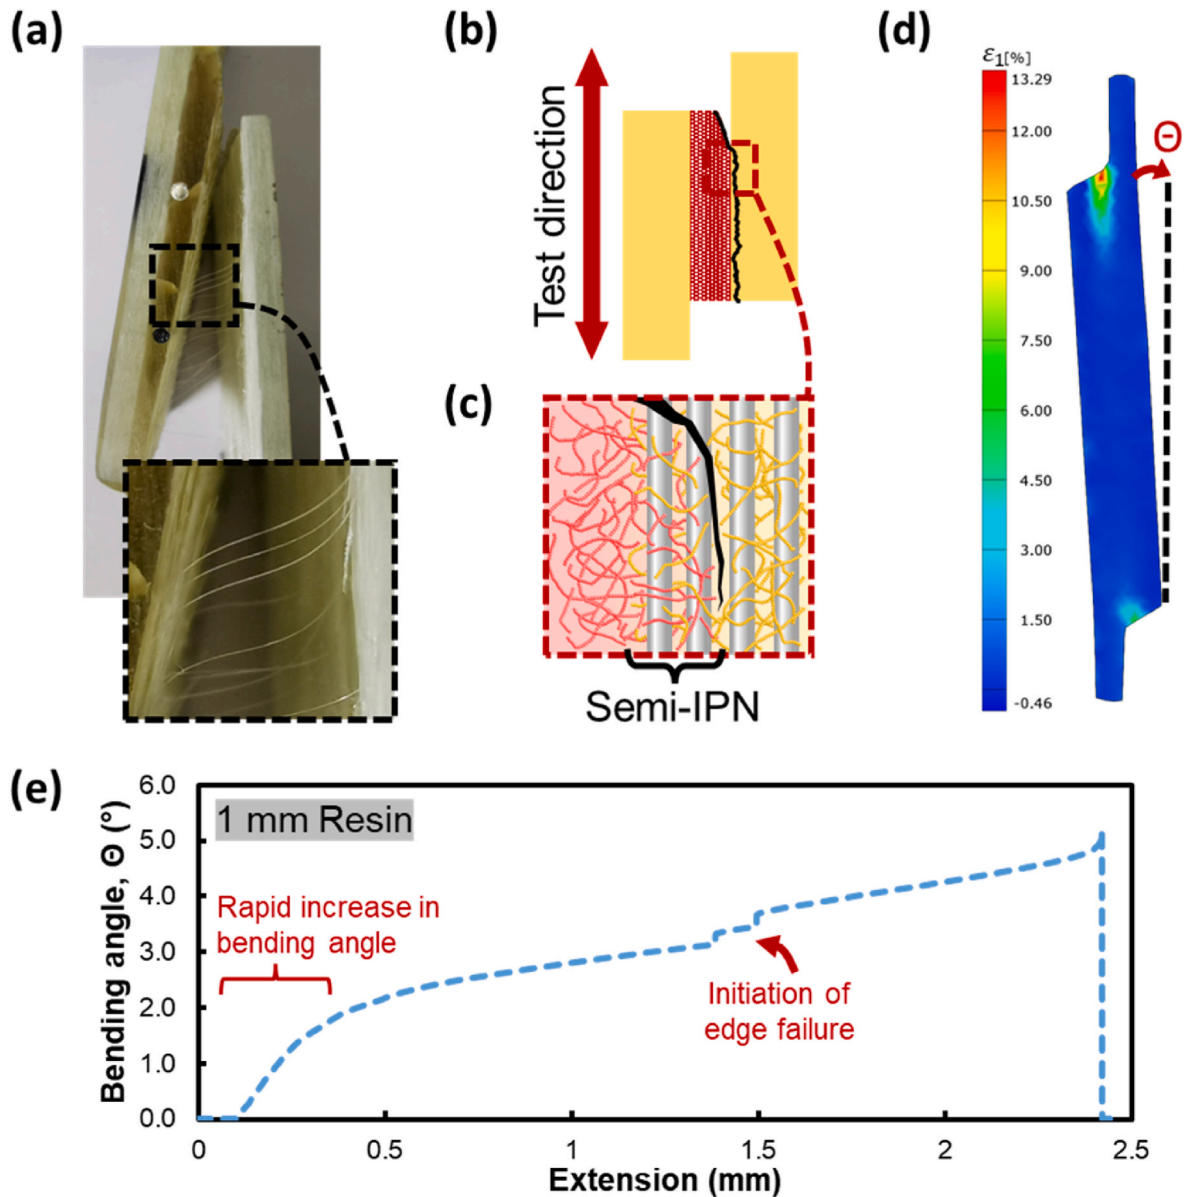 (a)
(b)
(c)
(d)
Test direction
Semi-IPN
ε1[%]
13.29
12.00
10.50
9.00
7.50
6.00
4.50
3.00
1.50
-0.46
Θ
(e)
1 mm Resin
Rapid increase in
bending angle
Initiation of
edge failure
Bending angle, Θ (°)
6.0
5.0
4.0
3.0
2.0
1.0
0.0
0
0.5
1
1.5
2
2.5
Extension (mm)